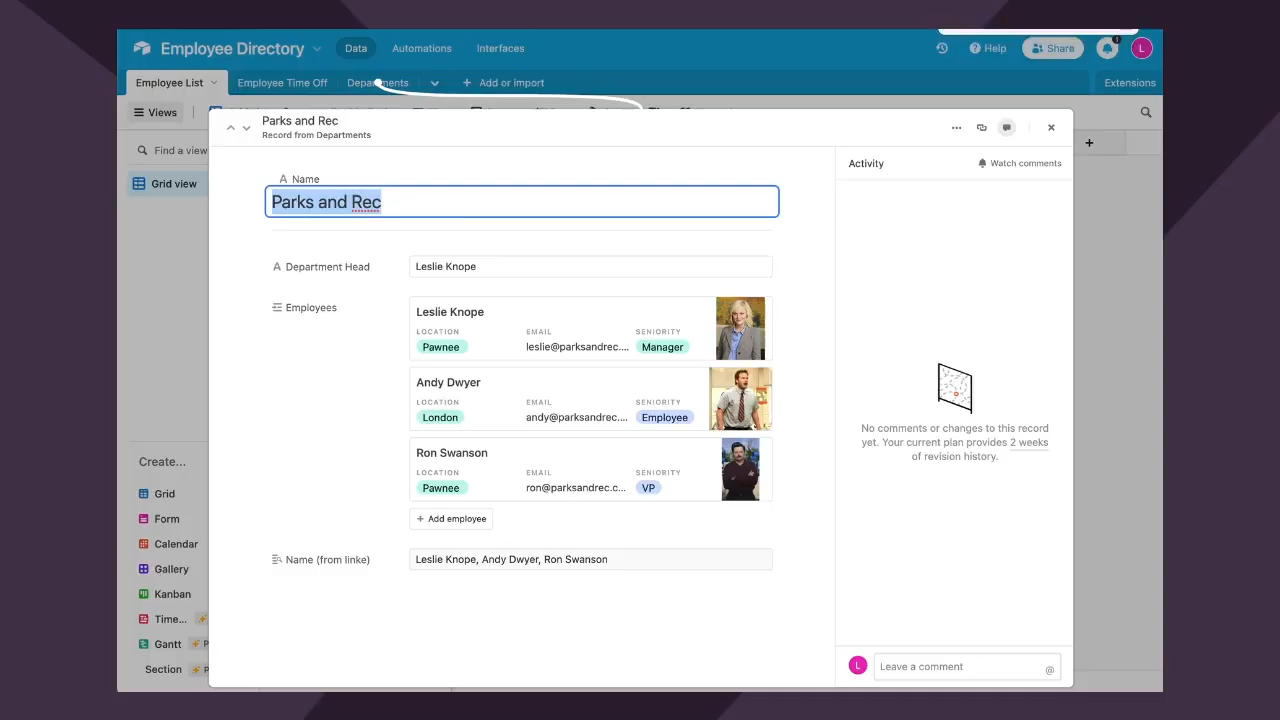 Employee Directory Data Automations Interfaces Help Share 1 L
Employee List Employee Time Off Departments + Add or import Extensions
Views
Find a view
Grid view
+
Create...
Grid
Form
Calendar
Gallery
Kanban
Time...
Gantt P
Section P
Parks and Rec
Record from Departments
A Name
Parks and Rec
A Department Head Leslie Knope
Employees
Leslie Knope
LOCATION EMAIL SENIORITY
Pawnee leslie@parksandrec.... Manager
Andy Dwyer
LOCATION EMAIL SENIORITY
London andy@parksandrec.... Employee
Ron Swanson
LOCATION EMAIL SENIORITY
Pawnee ron@parksandrec.c... VP
+ Add employee
Name (from linke) Leslie Knope, Andy Dwyer, Ron Swanson
Activity Watch comments
No comments or changes to this record
yet. Your current plan provides 2 weeks
of revision history.
L Leave a comment @